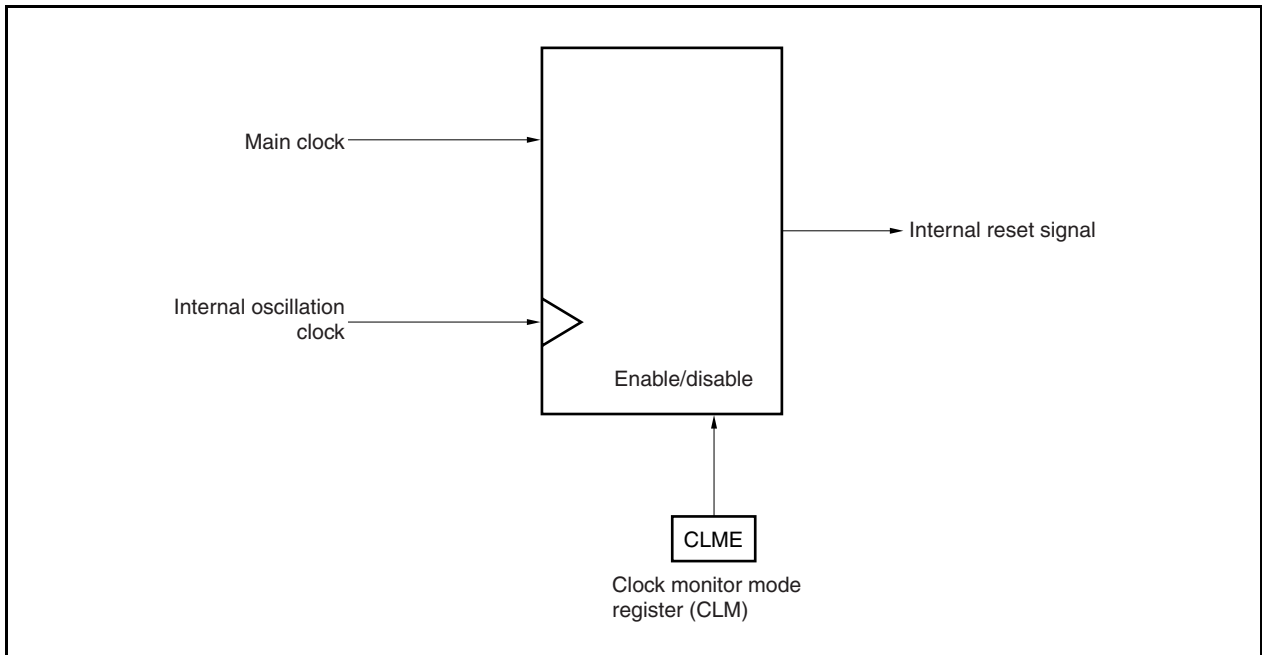 Main clock
Internal reset signal
Internal oscillation
clock
Enable/disable
CLME
Clock monitor mode
register (CLM)